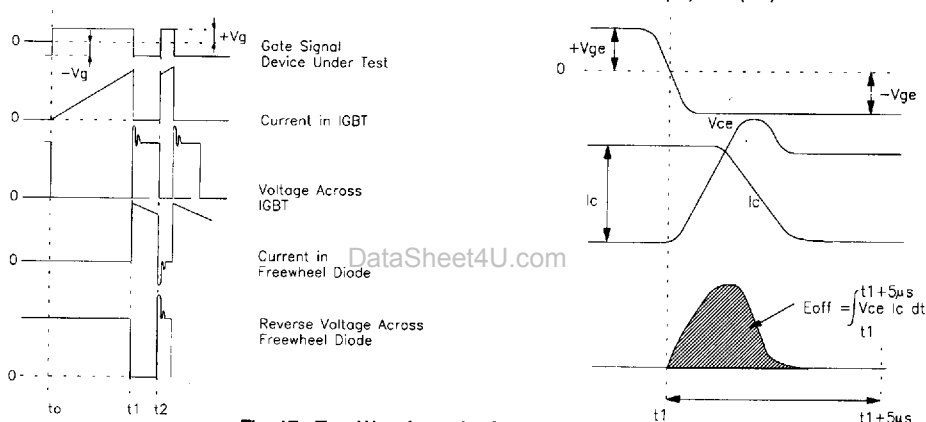 +Vg
0
-Vg
Gate Signal
Device Under Test
0
Current in IGBT
0
Voltage Across
IGBT
0
Current in
Freewheel Diode
Reverse Voltage Across
Freewheel Diode
0
to t1 t2
DataSheet4U.com
+Vge
0
-Vge
Vce
Ic
Ic
Eoff = ∫ Vce Ic dt
t1+5µs
t1
t1
t1+5µs